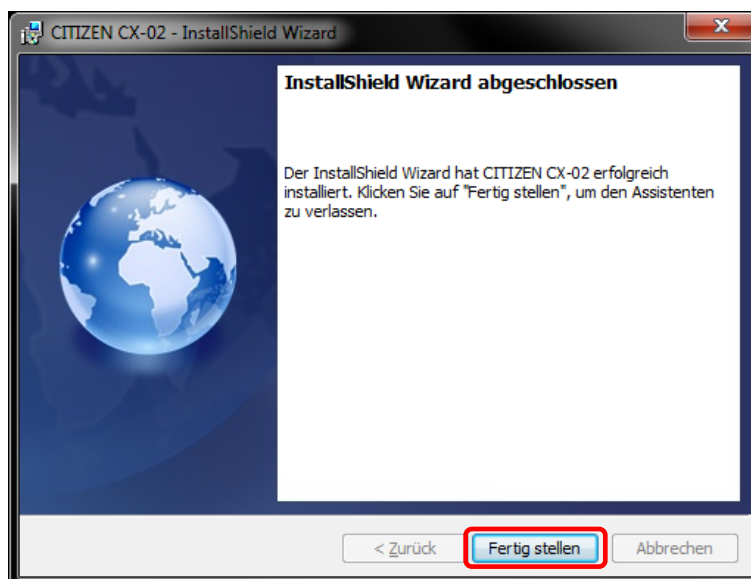 CITIZEN CX-02 - InstallShield Wizard
InstallShield Wizard abgeschlossen
Der InstallShield Wizard hat CITIZEN CX-02 erfolgreich
installiert. Klicken Sie auf "Fertig stellen", um den Assistenten
zu verlassen.
< Zurück Fertig stellen Abbrechen